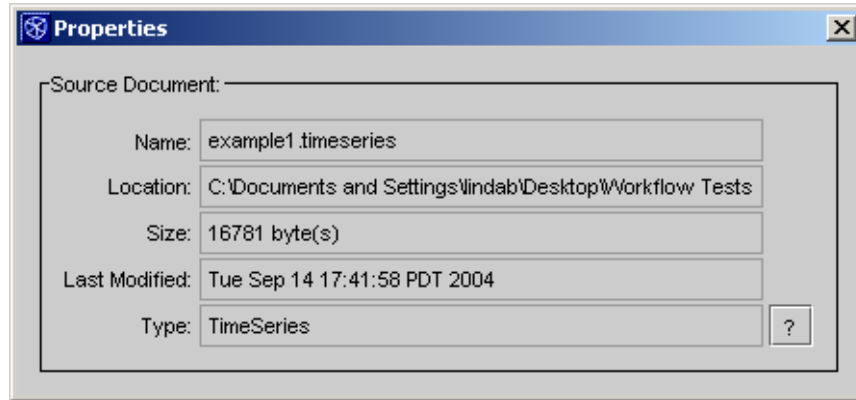 Properties
Source Document:
Name: example1.timeseries
Location: C:\Documents and Settings\lindab\Desktop\Workflow Tests
Size: 16781 byte(s)
Last Modified: Tue Sep 14 17:41:58 PDT 2004
Type: TimeSeries ?